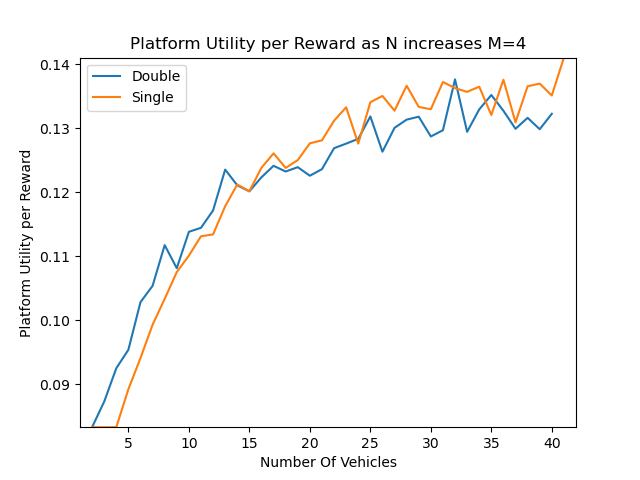 Platform Utility per Reward as N increases M=4
Double
Single
0.14
0.13
0.12
0.11
0.10
0.09
Platform Utility per Reward
5 10 15 20 25 30 35 40
Number Of Vehicles